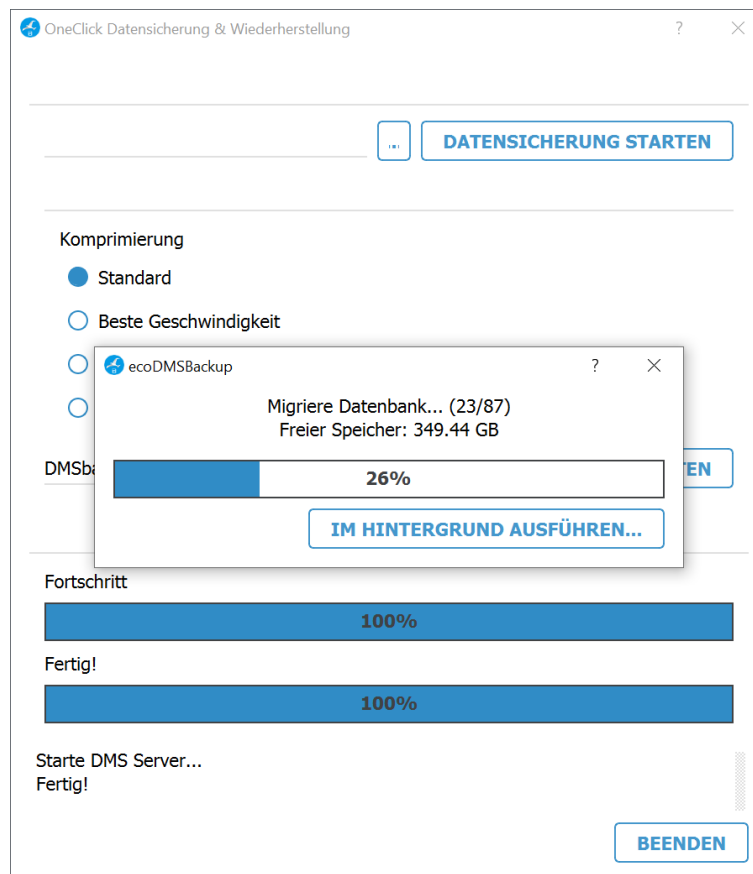 OneClick Datensicherung & Wiederherstellung
?
...
DATENSICHERUNG STARTEN
Komprimierung
Standard
Beste Geschwindigkeit
ecoDMSBackup
?
Migriere Datenbank... (23/87)
Freier Speicher: 349.44 GB
26%
IM HINTERGRUND AUSFÜHREN...
Fortschritt
100%
Fertig!
100%
Starte DMS Server...
Fertig!
BEENDEN